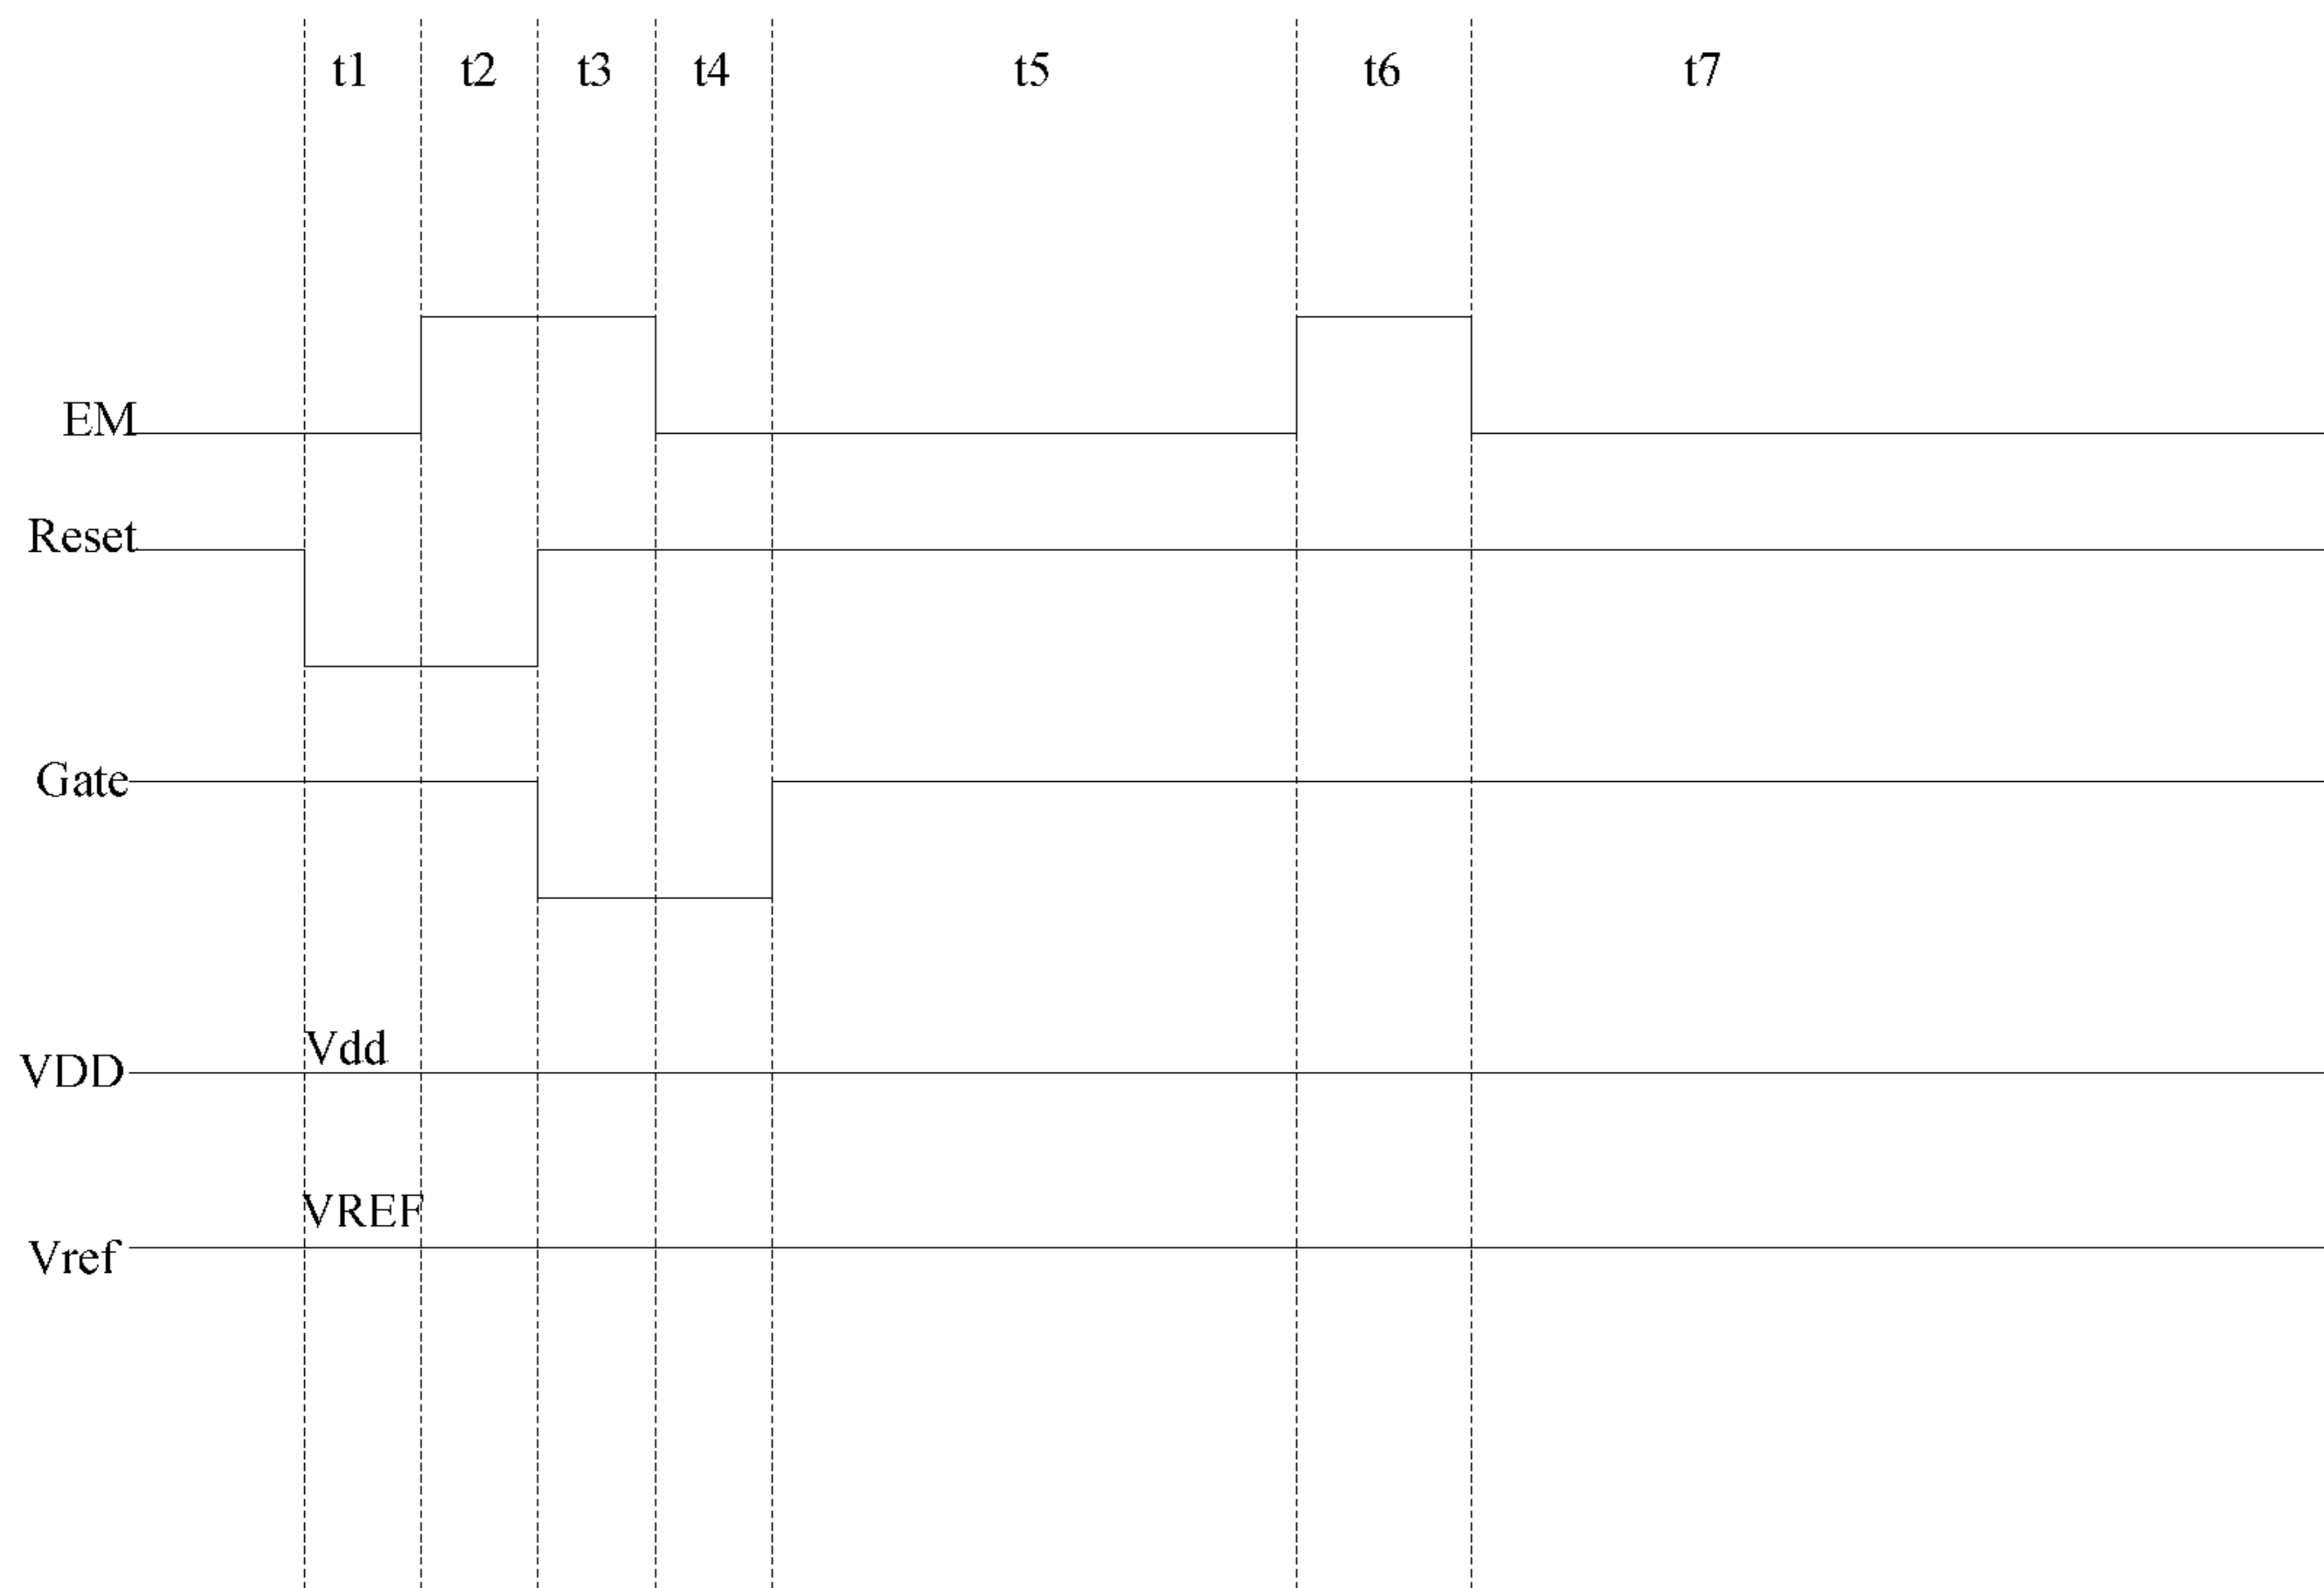 t1 t2 t3 t4 t5 t6 t7
EM
Reset
Gate
Vdd
VDD
VREF
Vref